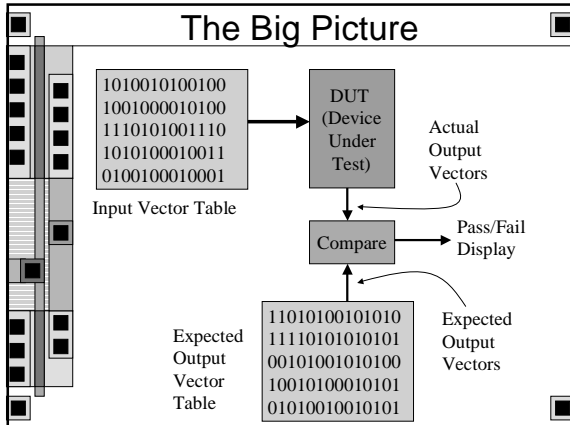 The Big Picture
1010010100100
1001000010100
1110101001110
1010100010011
0100100010001
Input Vector Table
DUT
(Device
Under
Test)
Actual
Output
Vectors
Compare
Pass/Fail
Display
Expected
Output
Vector
Table
11010100101010
11110101010101
00101001010100
10010100010101
01010010010101
Expected
Output
Vectors